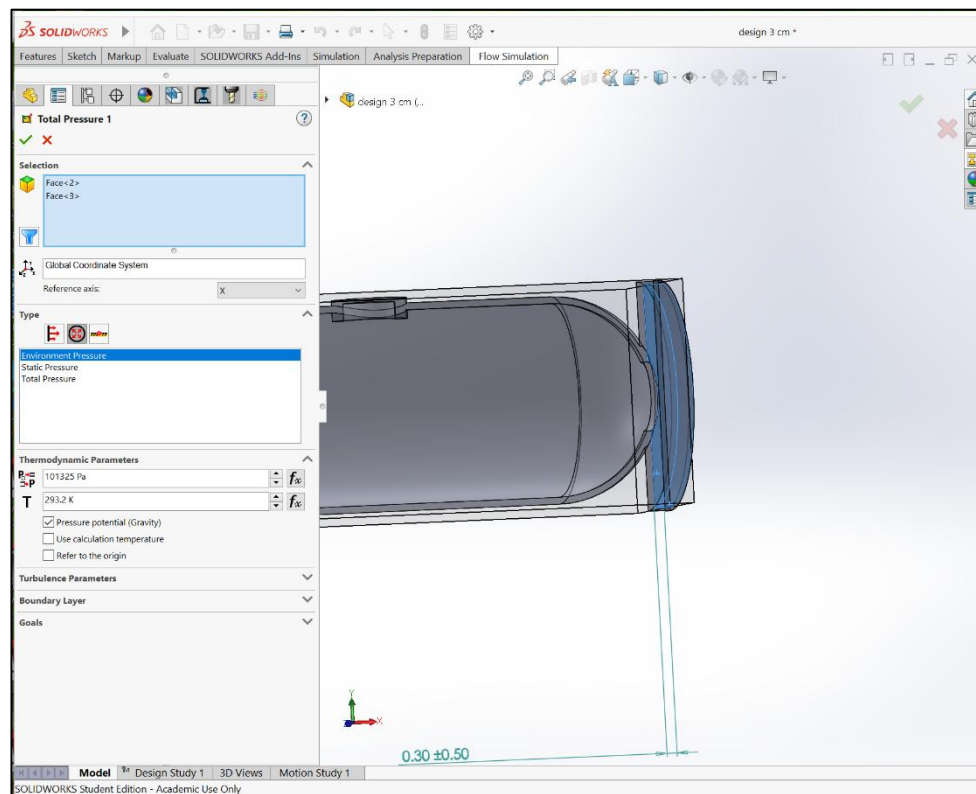 SOLIDWORKS
design 3 cm *
Features Sketch Markup Evaluate SOLIDWORKS Add-Ins Simulation Analysis Preparation Flow Simulation
design 3 cm (...
Total Pressure 1
Selection
Face<2>
Face<3>
Global Coordinate System
Reference axis: X
Type
Environment Pressure
Static Pressure
Total Pressure
Thermodynamic Parameters
101325 Pa
T 293.2 K
Pressure potential (Gravity)
Use calculation temperature
Refer to the origin
Turbulence Parameters
Boundary Layer
Goals
Y
X
0.30 ±0.50
Model Design Study 1 3D Views Motion Study 1
SOLIDWORKS Student Edition - Academic Use Only